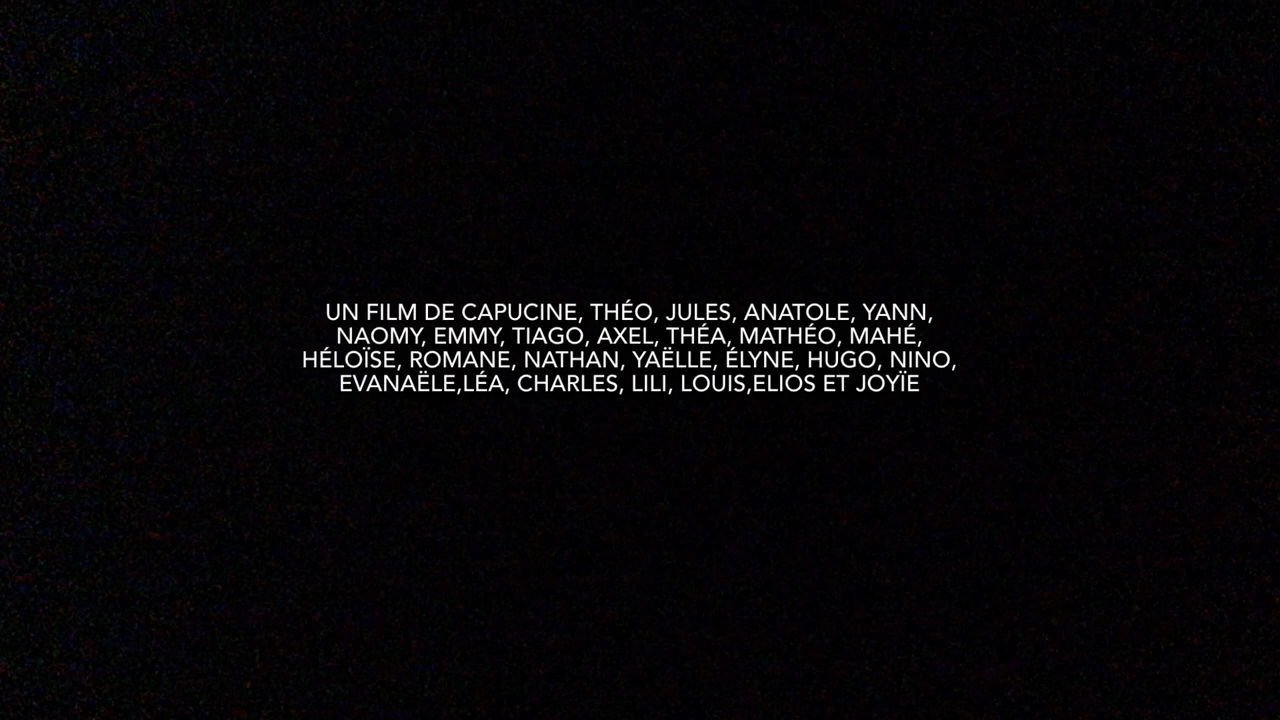 UN FILM DE CAPUCINE, THÉO, JULES, ANATOLE, YANN,
NAOMY, EMMY, TIAGO, AXEL, THÉA, MATHÉO, MAHÉ,
HÉLOÏSE, ROMANE, NATHAN, YAËLLE, ÉLYNE, HUGO, NINO,
EVANAËLE,LÉA, CHARLES, LILI, LOUIS,ELIOS ET JOYÏE